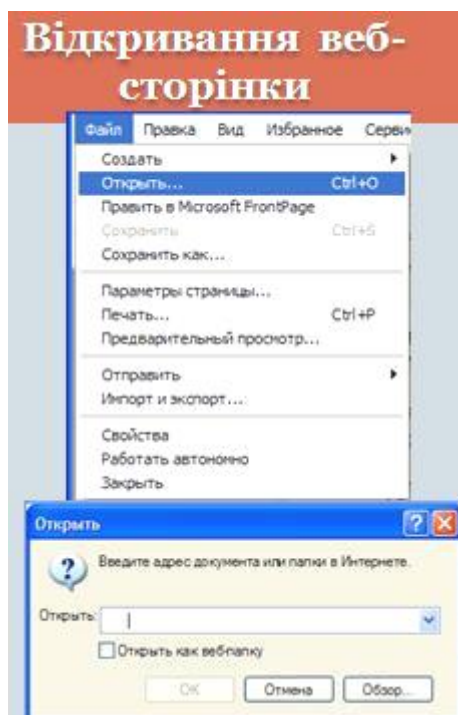 Відкривання веб-
сторінки
Файл Правка Вид Избранное Серви
Создать
Открыть... Ctrl+O
Править в Microsoft FrontPage
Сохранить Ctrl+S
Сохранить как...
Параметры страницы...
Печать... Ctrl+P
Предварительный просмотр...
Отправить
Импорт и экспорт...
Свойства
Работать автономно
Закрыть
Открыть
Введите адрес документа или папки в Интернете.
Открыть:
Открыть как веб-папку
ОК Отмена Обзор...